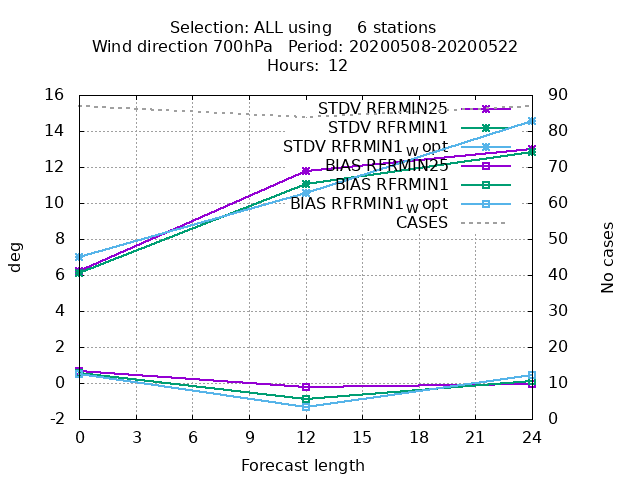 Selection: ALL using 6 stations
Wind direction 700hPa Period: 20200508-20200522
Hours: 12
16
14
12
10
8
6
4
2
0
-2
deg
90
80
70
60
50
40
30
20
10
0
No cases
STDV RFRMIN25
STDV RFRMIN1
STDV RFRMIN1w opt
BIAS RFRMIN25
BIAS RFRMIN1
BIAS RFRMIN1w opt
CASES
0 3 6 9 12 15 18 21 24
Forecast length